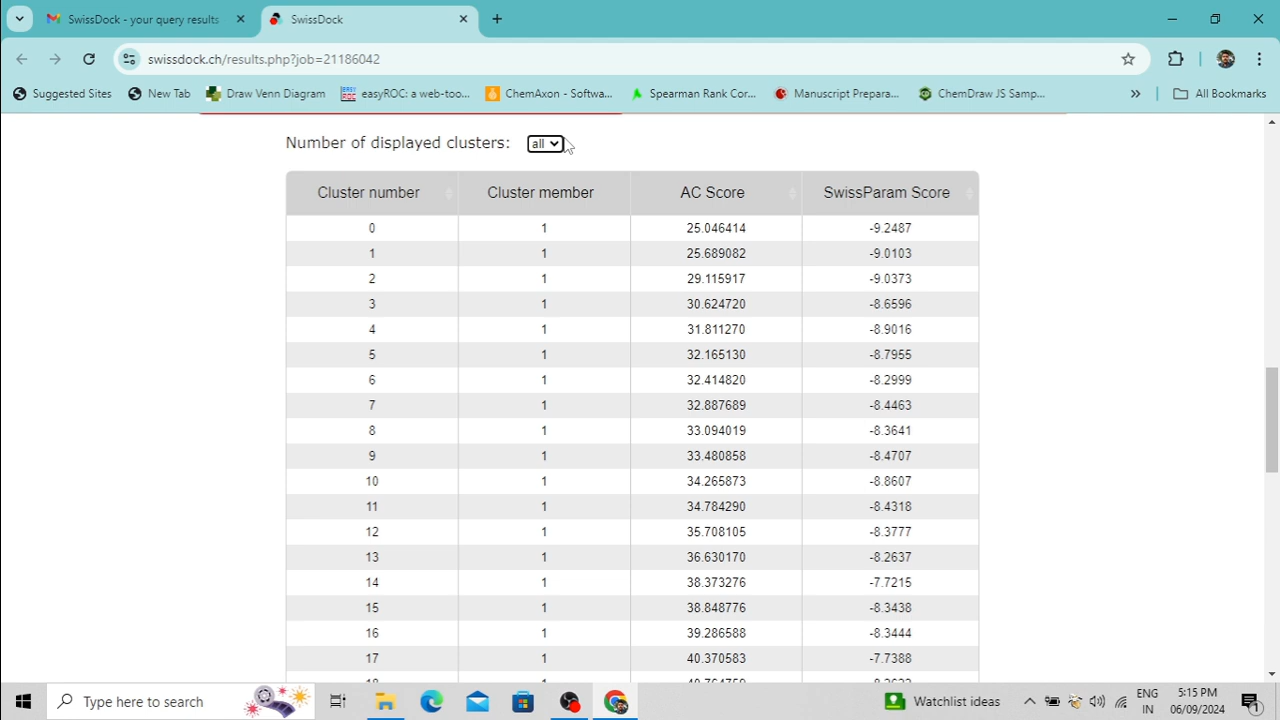 SwissDock - your query results
SwissDock
swissdock.ch/results.php?job=21186042
Suggested Sites
New Tab
Draw Venn Diagram
easyROC: a web-too...
ChemAxon - Softwa...
Spearman Rank Cor...
Manuscript Prepara...
ChemDraw JS Samp...
All Bookmarks
Number of displayed clusters: all
Cluster number Cluster member AC Score SwissParam Score
0 1 25.046414 -9.2487
1 1 25.689082 -9.0103
2 1 29.115917 -9.0373
3 1 30.624720 -8.6596
4 1 31.811270 -8.9016
5 1 32.165130 -8.7955
6 1 32.414820 -8.2999
7 1 32.887689 -8.4463
8 1 33.094019 -8.3641
9 1 33.480858 -8.4707
10 1 34.265873 -8.8607
11 1 34.784290 -8.4318
12 1 35.708105 -8.3777
13 1 36.630170 -8.2637
14 1 38.373276 -7.7215
15 1 38.848776 -8.3438
16 1 39.286588 -8.3444
17 1 40.370583 -7.7388
Type here to search
Watchlist ideas
ENG
IN
5:15 PM
06/09/2024